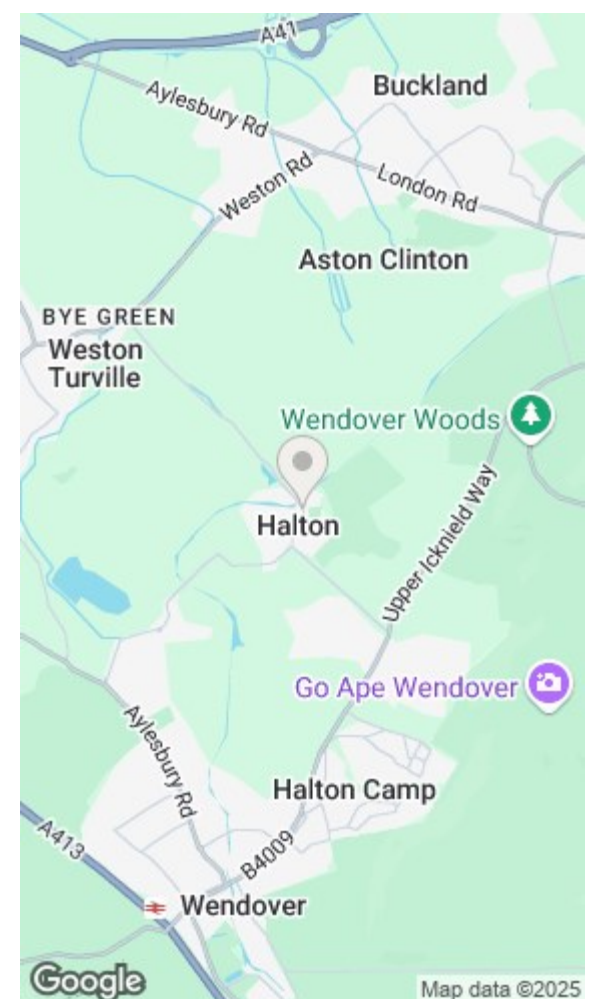 A41
Buckland
Aylesbury Rd
Weston Rd
London Rd
Aston Clinton
BYE GREEN
Weston
Turville
Wendover Woods
Halton
Upper Icknield Way
Go Ape Wendover
Aylesbury Rd
Halton Camp
A413
B4009
Wendover
Google
Map data ©2025